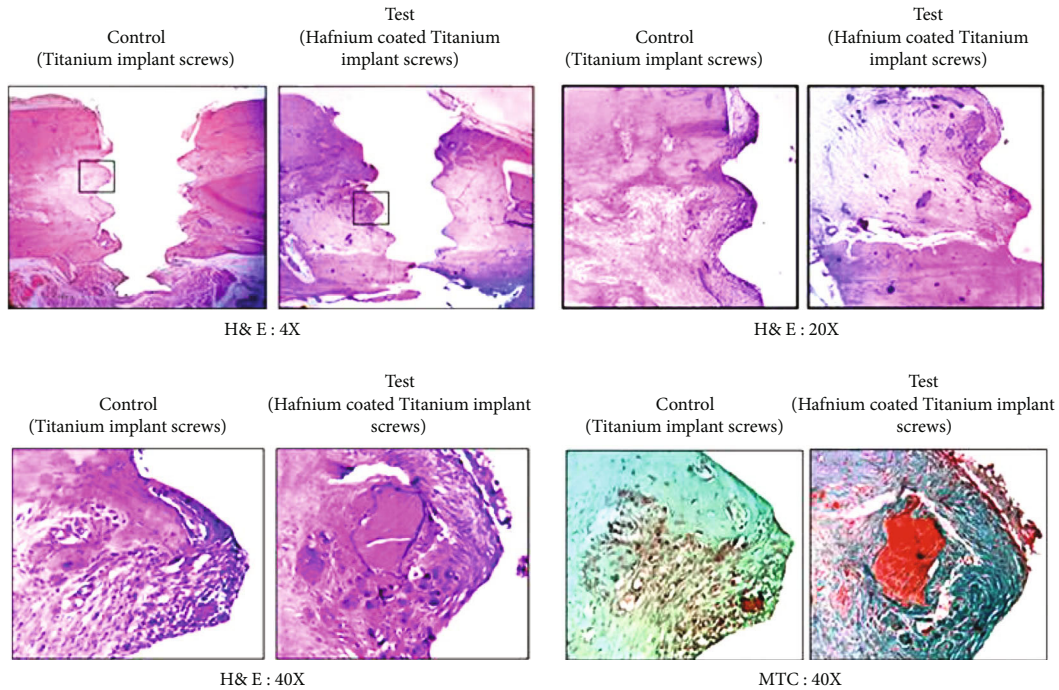 Control
(Titanium implant screws)
Test
(Hafnium coated Titanium
implant screws)
Control
(Titanium implant screws)
Test
(Hafnium coated Titanium
implant screws)
H& E : 4X
H& E : 20X
Control
(Titanium implant screws)
Test
(Hafnium coated Titanium implant
screws)
Control
(Titanium implant screws)
Test
(Hafnium coated Titanium implant
screws)
H& E : 40X
MTC : 40X